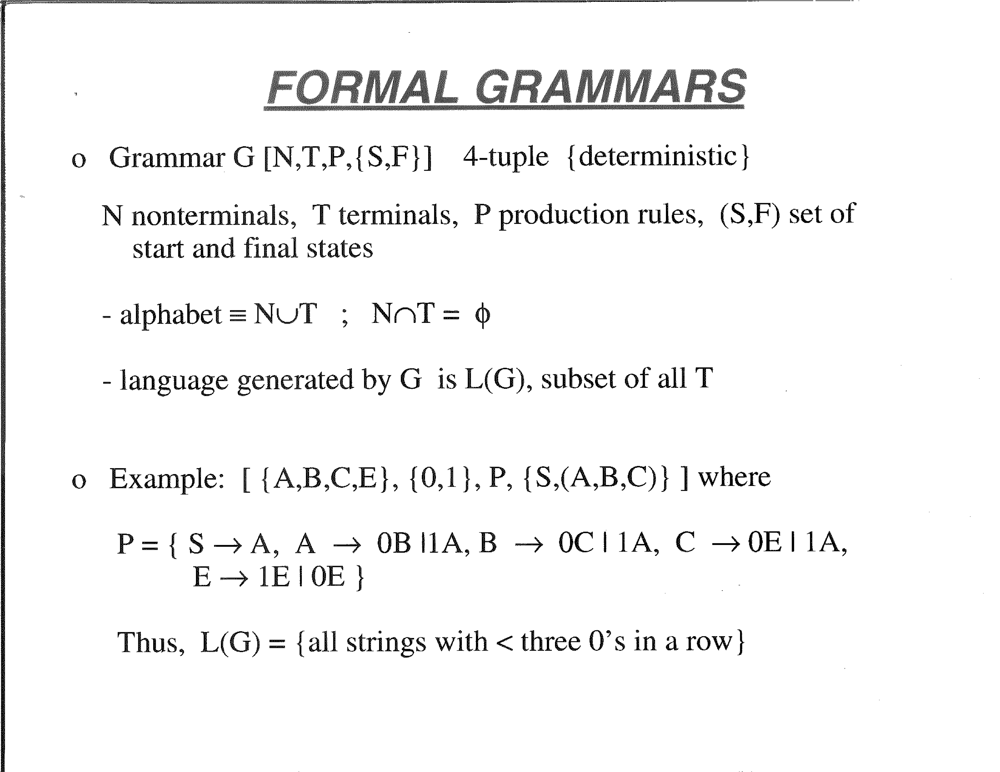 FORMAL GRAMMARS
o Grammar G [N,T,P,{S,F}] 4-tuple {deterministic}
N nonterminals, T terminals, P production rules, (S,F) set of
start and final states
- alphabet ≡ N∪T ; N∩T = ϕ
- language generated by G is L(G), subset of all T
o Example: [ {A,B,C,E}, {0,1}, P, {S,(A,B,C)} ] where
P = { S → A, A → 0B |1A, B → 0C | 1A, C → 0E | 1A,
E → 1E | 0E }
Thus, L(G) = {all strings with < three 0's in a row}